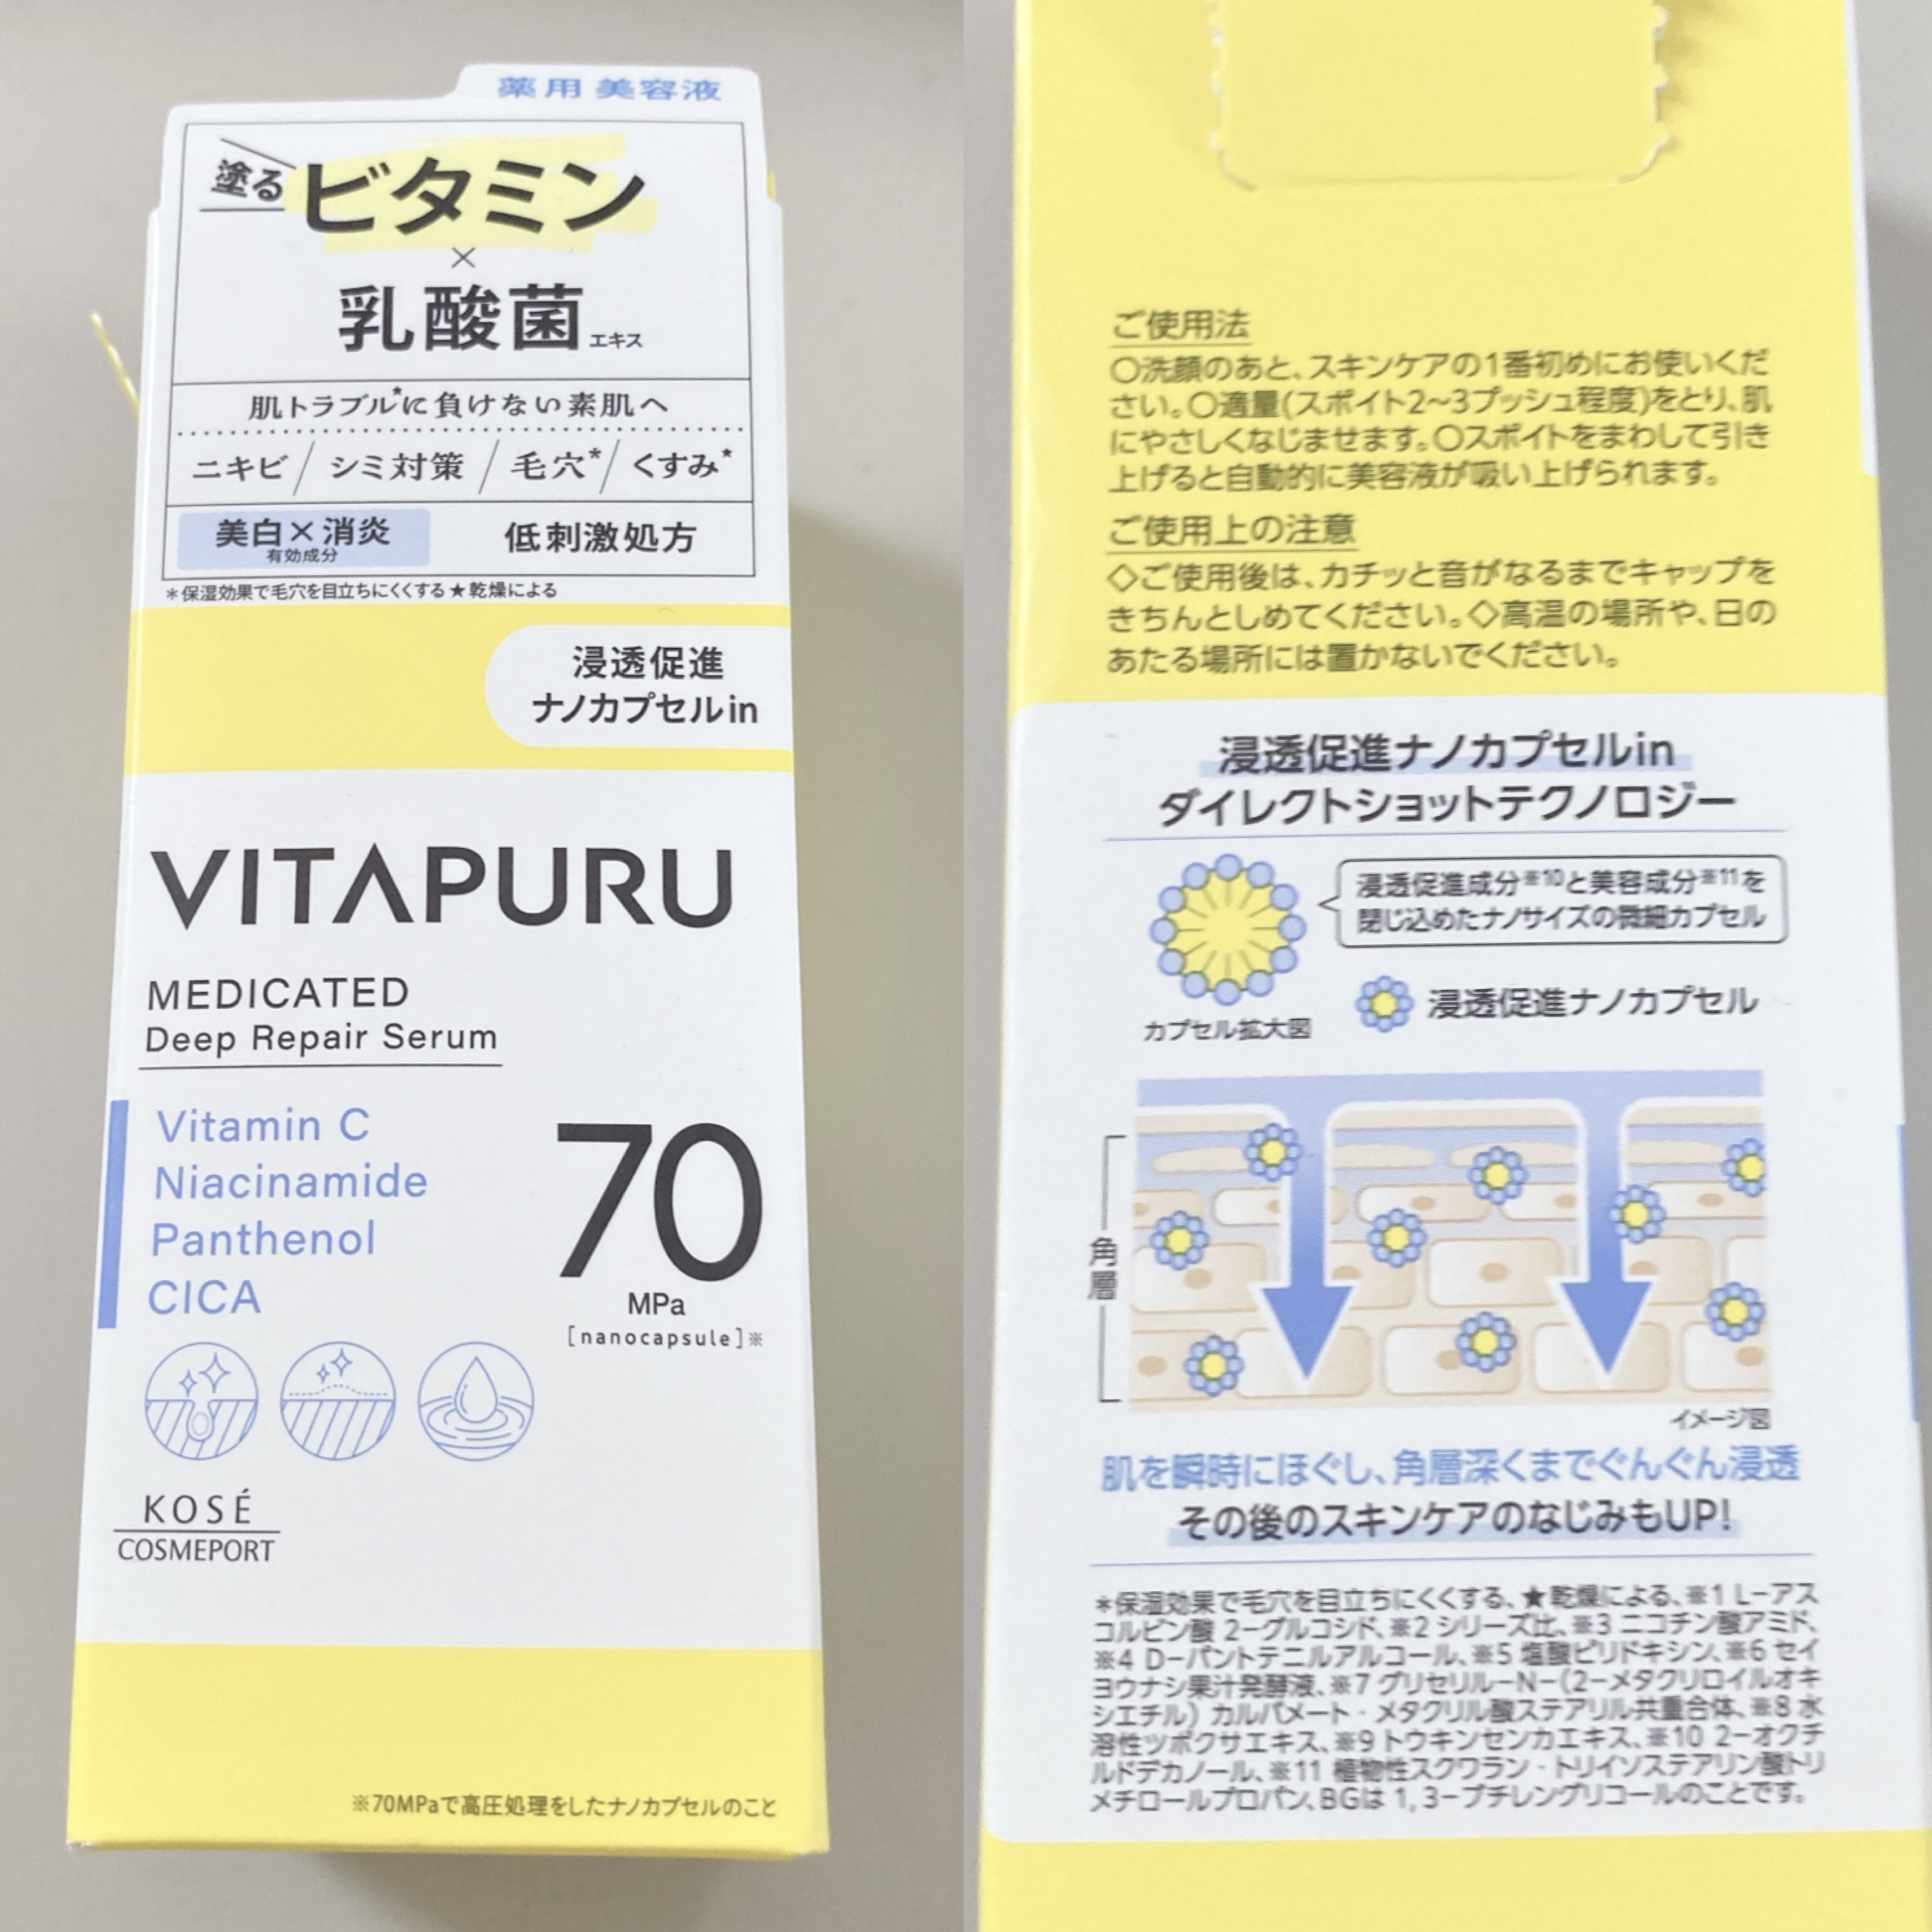 薬用 美容液
塗る ビタミン
×
乳酸菌 エキス
肌トラブル★に負けない素肌へ
ニキビ/シミ対策/毛穴*/くすみ★
美白×消炎 低刺激処方
有効成分
*保湿効果で毛穴を目立ちにくくする ★乾燥による
浸透促進
ナノカプセルin
VITAPURU
MEDICATED
Deep Repair Serum
Vitamin C
Niacinamide
Panthenol
CICA
70
MPa
[nanocapsule]※
KOSÉ
COSMEPORT
※70MPaで高圧処理をしたナノカプセルのこと
ご使用法
○洗顔のあと、スキンケアの1番初めにお使いくだ
さい。○適量(スポイト2〜3プッシュ程度)をとり、肌
にやさしくなじませます。○スポイトをまわして引き
上げると自動的に美容液が吸い上げられます。
ご使用上の注意
◇ご使用後は、カチッと音がなるまでキャップを
きちんとしめてください。◇高温の場所や、日の
あたる場所には置かないでください。
浸透促進ナノカプセルin
ダイレクトショットテクノロジー
浸透促進成分※10と美容成分※11を
閉じ込めたナノサイズの微細カプセル
カプセル拡大図
浸透促進ナノカプセル
角層
イメージ図
肌を瞬時にほぐし、角層深くまでぐんぐん浸透
その後のスキンケアのなじみもUP!
*保湿効果で毛穴を目立ちにくくする、★乾燥による、※1 L-アス
コルビン酸 2-グルコシド、※2 シリーズ比、※3 ニコチン酸アミド、
※4 D-パントテニルアルコール、※5 塩酸ピリドキシン、※6 セイ
ヨウナシ果汁発酵液、※7 グリセリル-N-(2-メタクリロイルオキ
シエチル) カルバメート・メタクリル酸ステアリル共重合体、※8 水
溶性ツボクサエキス、※9 トウキンセンカエキス、※10 2-オクチ
ルドデカノール、※11 植物性スクワラン・トリイソステアリン酸トリ
メチロールプロパン、BGは 1,3-ブチレングリコールのことです。